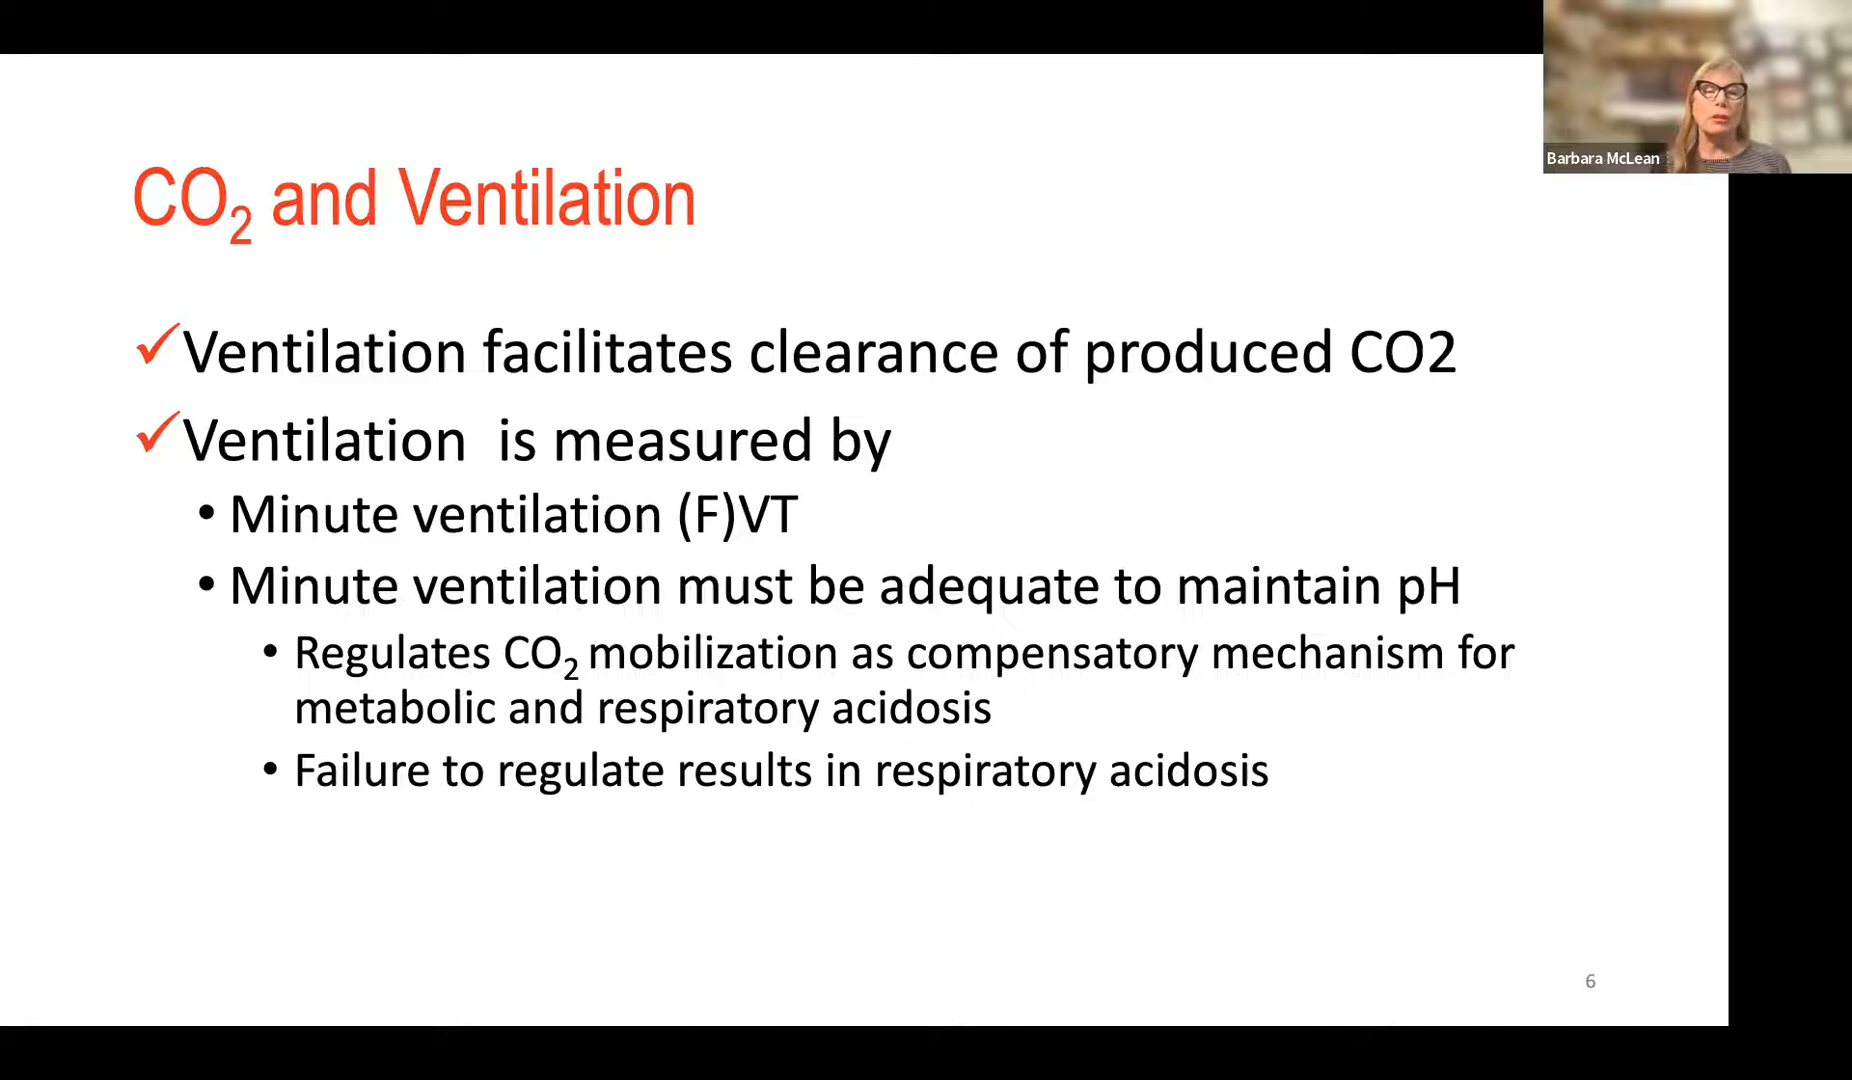 Barbara McLean
CO₂ and Ventilation
✓Ventilation facilitates clearance of produced CO2
✓Ventilation  is measured by
• Minute ventilation (F)VT
• Minute ventilation must be adequate to maintain pH
• Regulates CO₂ mobilization as compensatory mechanism for
metabolic and respiratory acidosis
• Failure to regulate results in respiratory acidosis
6